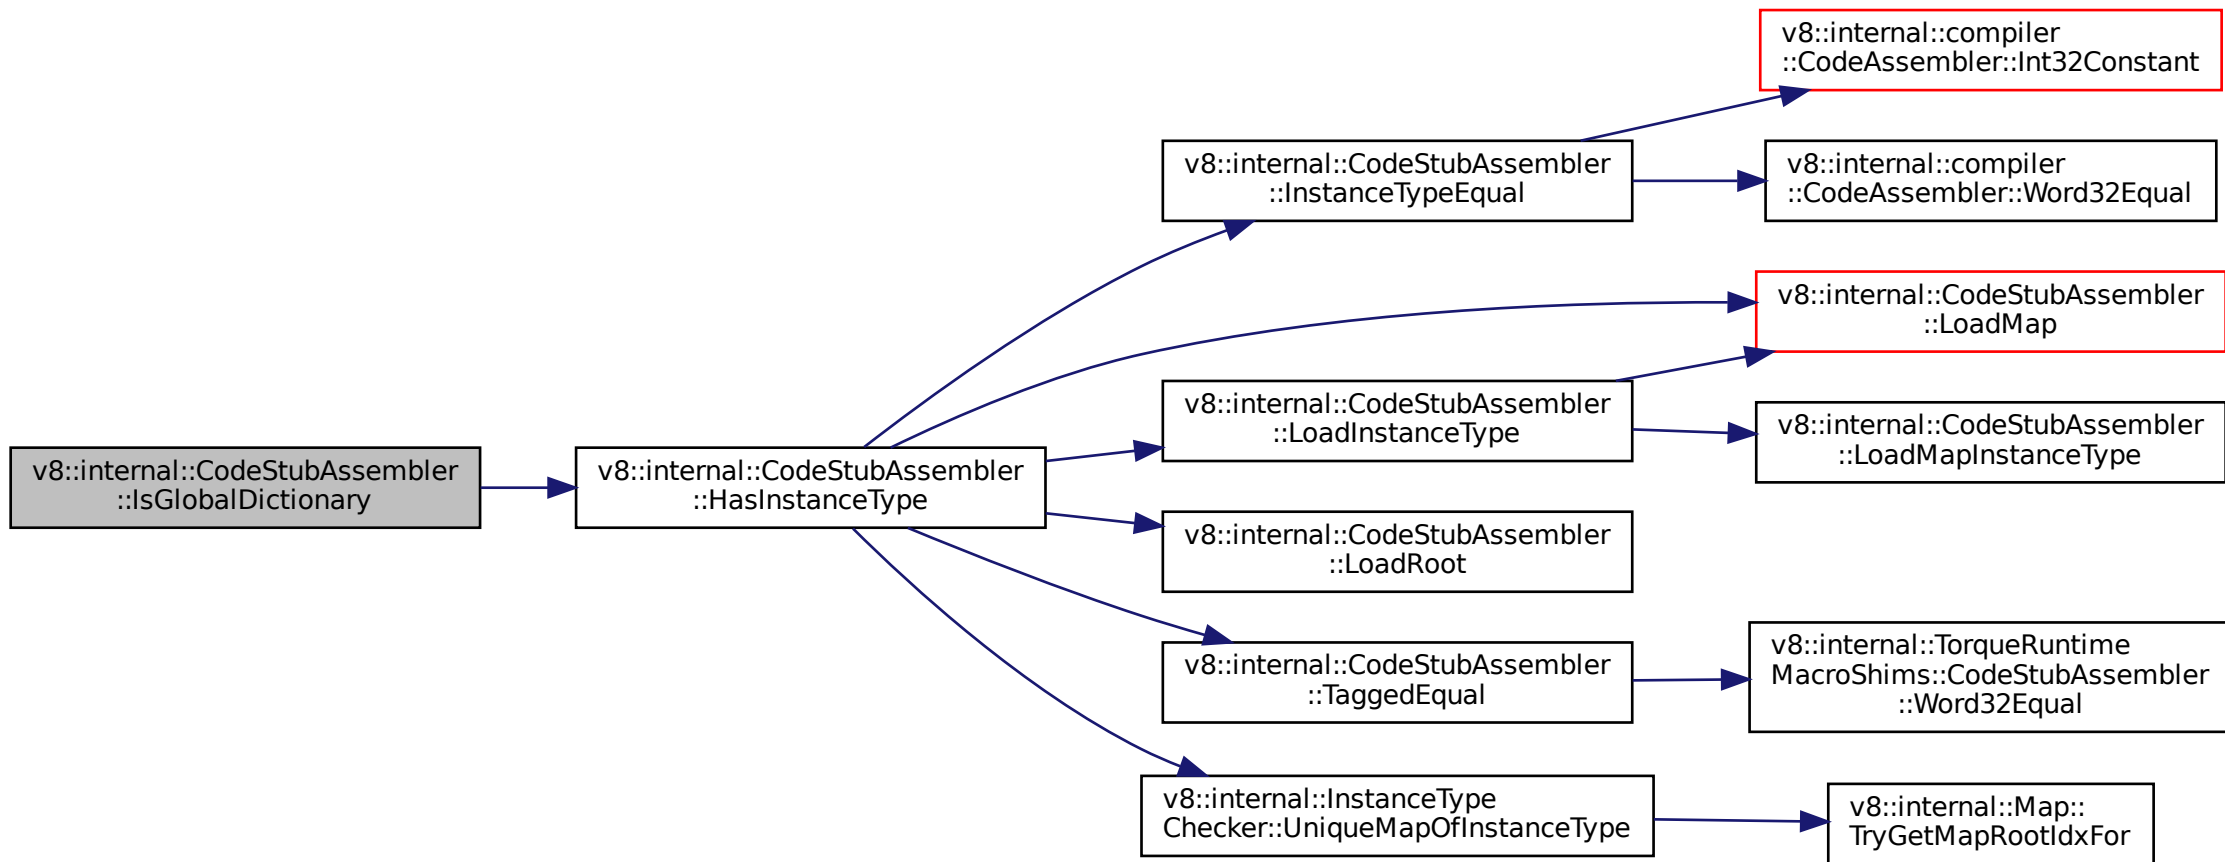 v8::internal::compiler
::CodeAssembler::Int32Constant
v8::internal::CodeStubAssembler
::InstanceTypeEqual
v8::internal::compiler
::CodeAssembler::Word32Equal
v8::internal::CodeStubAssembler
::LoadMap
v8::internal::CodeStubAssembler
::LoadInstanceType
v8::internal::CodeStubAssembler
::LoadMapInstanceType
v8::internal::CodeStubAssembler
::IsGlobalDictionary
v8::internal::CodeStubAssembler
::HasInstanceType
v8::internal::CodeStubAssembler
::LoadRoot
v8::internal::CodeStubAssembler
::TaggedEqual
v8::internal::TorqueRuntime
MacroShims::CodeStubAssembler
::Word32Equal
v8::internal::InstanceType
Checker::UniqueMapOfInstanceType
v8::internal::Map::
TryGetMapRootIdxFor